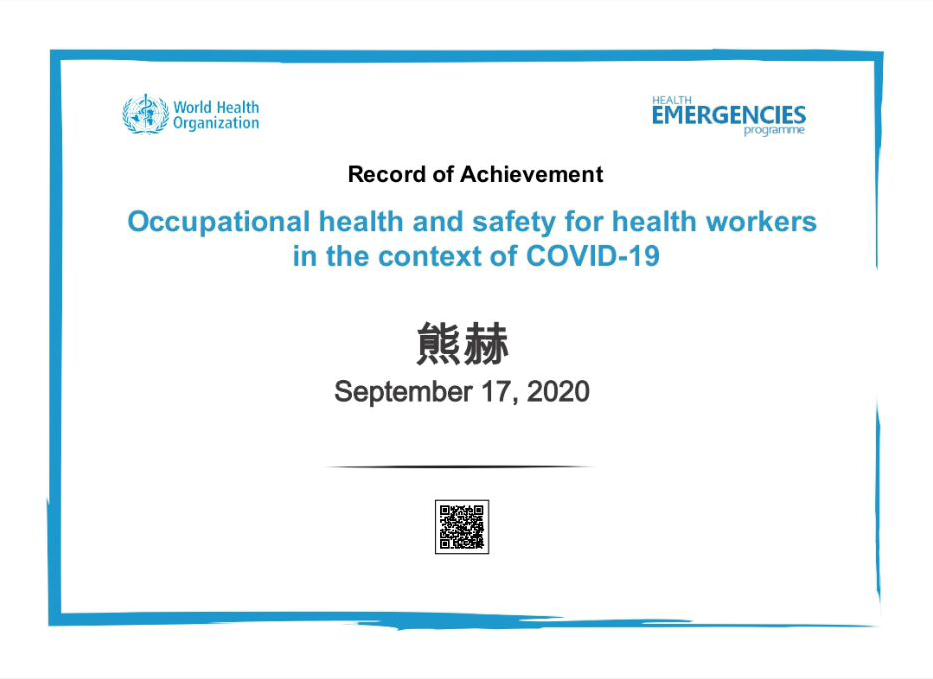 World Health
Organization
HEALTH
EMERGENCIES
programme
Record of Achievement
Occupational health and safety for health workers
in the context of COVID-19
熊赫
September 17, 2020